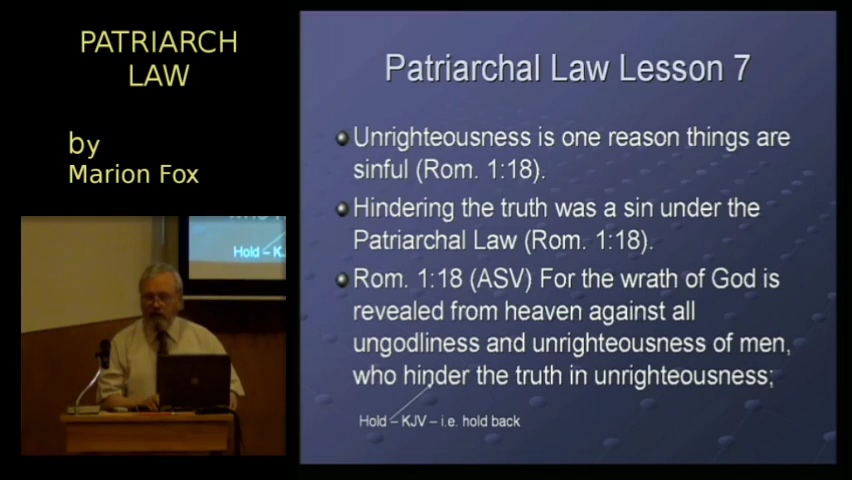 PATRIARCH
LAW
by
Marion Fox
Hold – K
Patriarchal Law Lesson 7
Unrighteousness is one reason things are
sinful (Rom. 1:18).
Hindering the truth was a sin under the
Patriarchal Law (Rom. 1:18).
Rom. 1:18 (ASV) For the wrath of God is
revealed from heaven against all
ungodliness and unrighteousness of men,
who hinder the truth in unrighteousness;
Hold – KJV – i.e. hold back